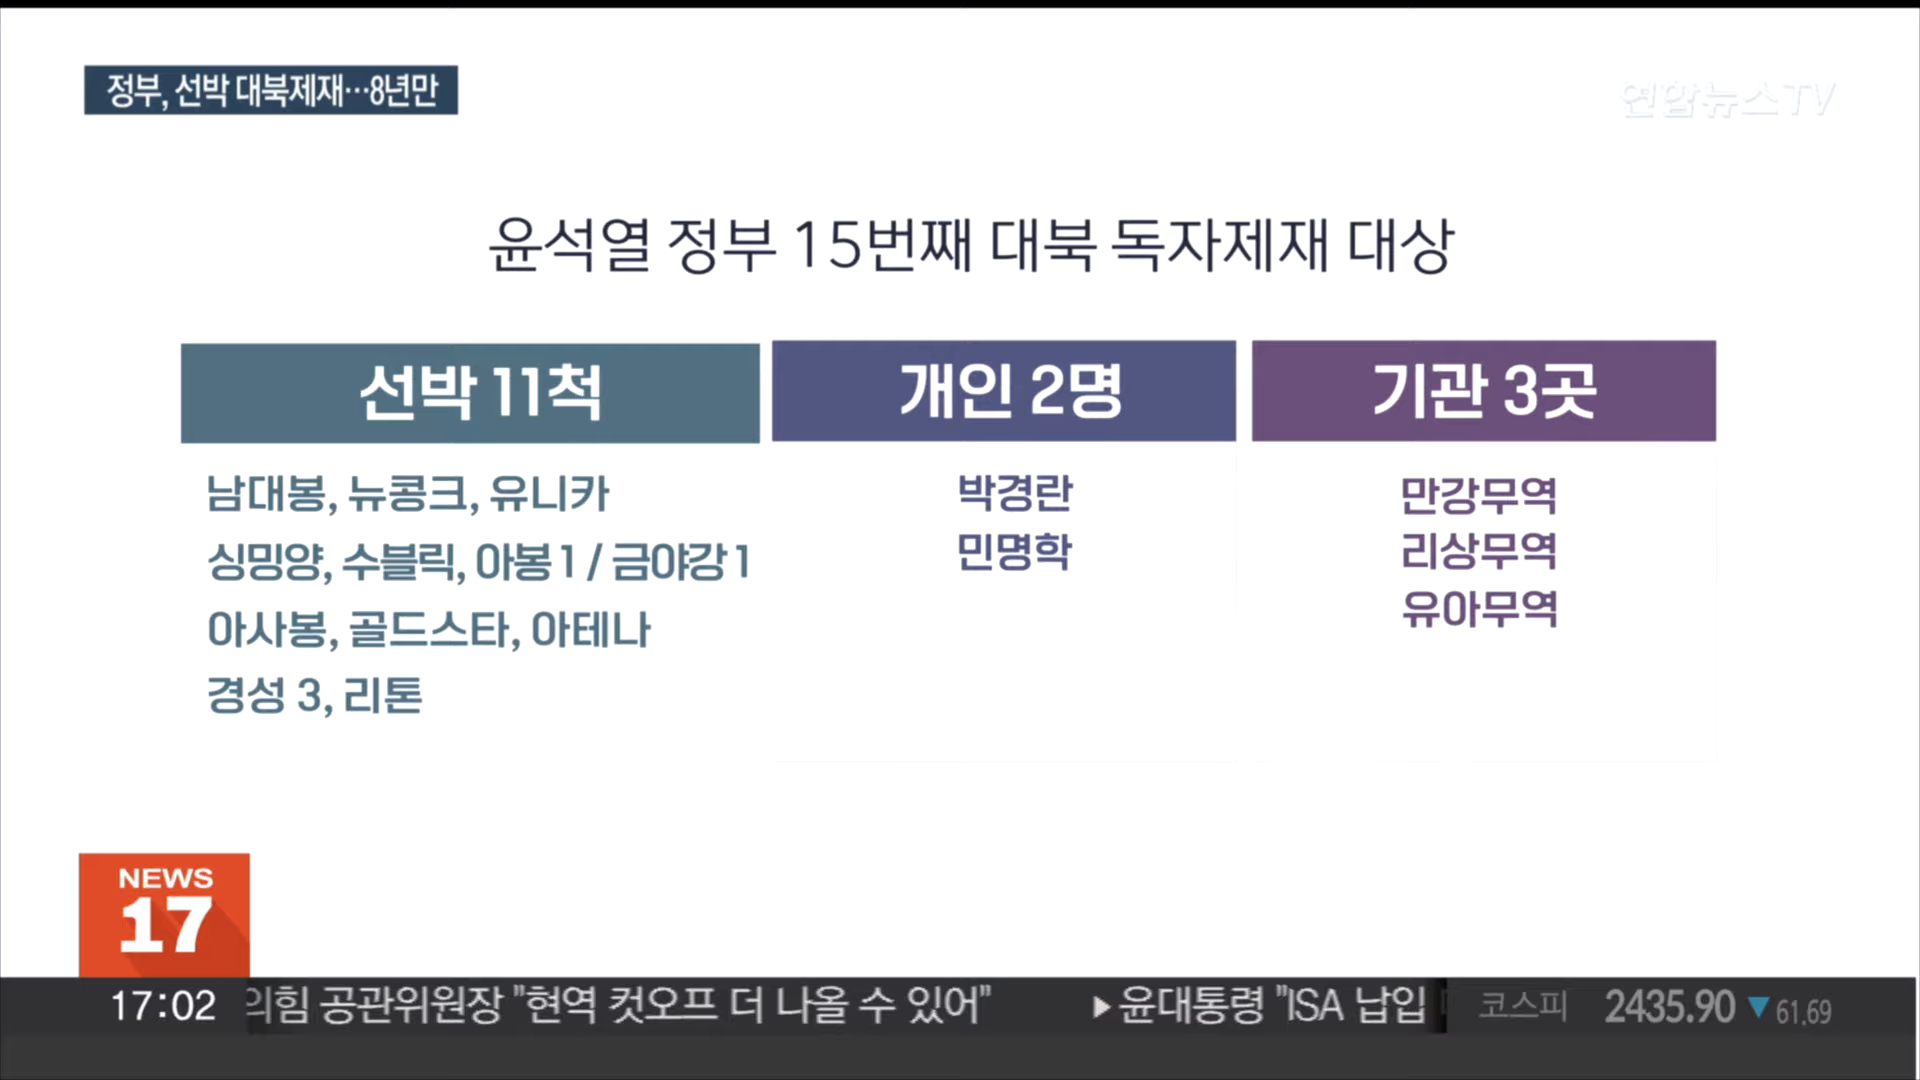 정부, 선박 대북제재…8년만
연합뉴스TV
윤석열 정부 15번째 대북 독자제재 대상
선박 11척
남대봉, 뉴콩크, 유니카
싱밍양, 수블릭, 아봉 1 / 금야강 1
아사봉, 골드스타, 아테나
경성 3, 리톤
개인 2명
박경란
민명학
기관 3곳
만강무역
리상무역
유아무역
NEWS
17
17:02 의힘 공관위원장 "현역 컷오프 더 나올 수 있어" ▶윤대통령 "ISA 납입 코스피 2435.90 ▼61.69